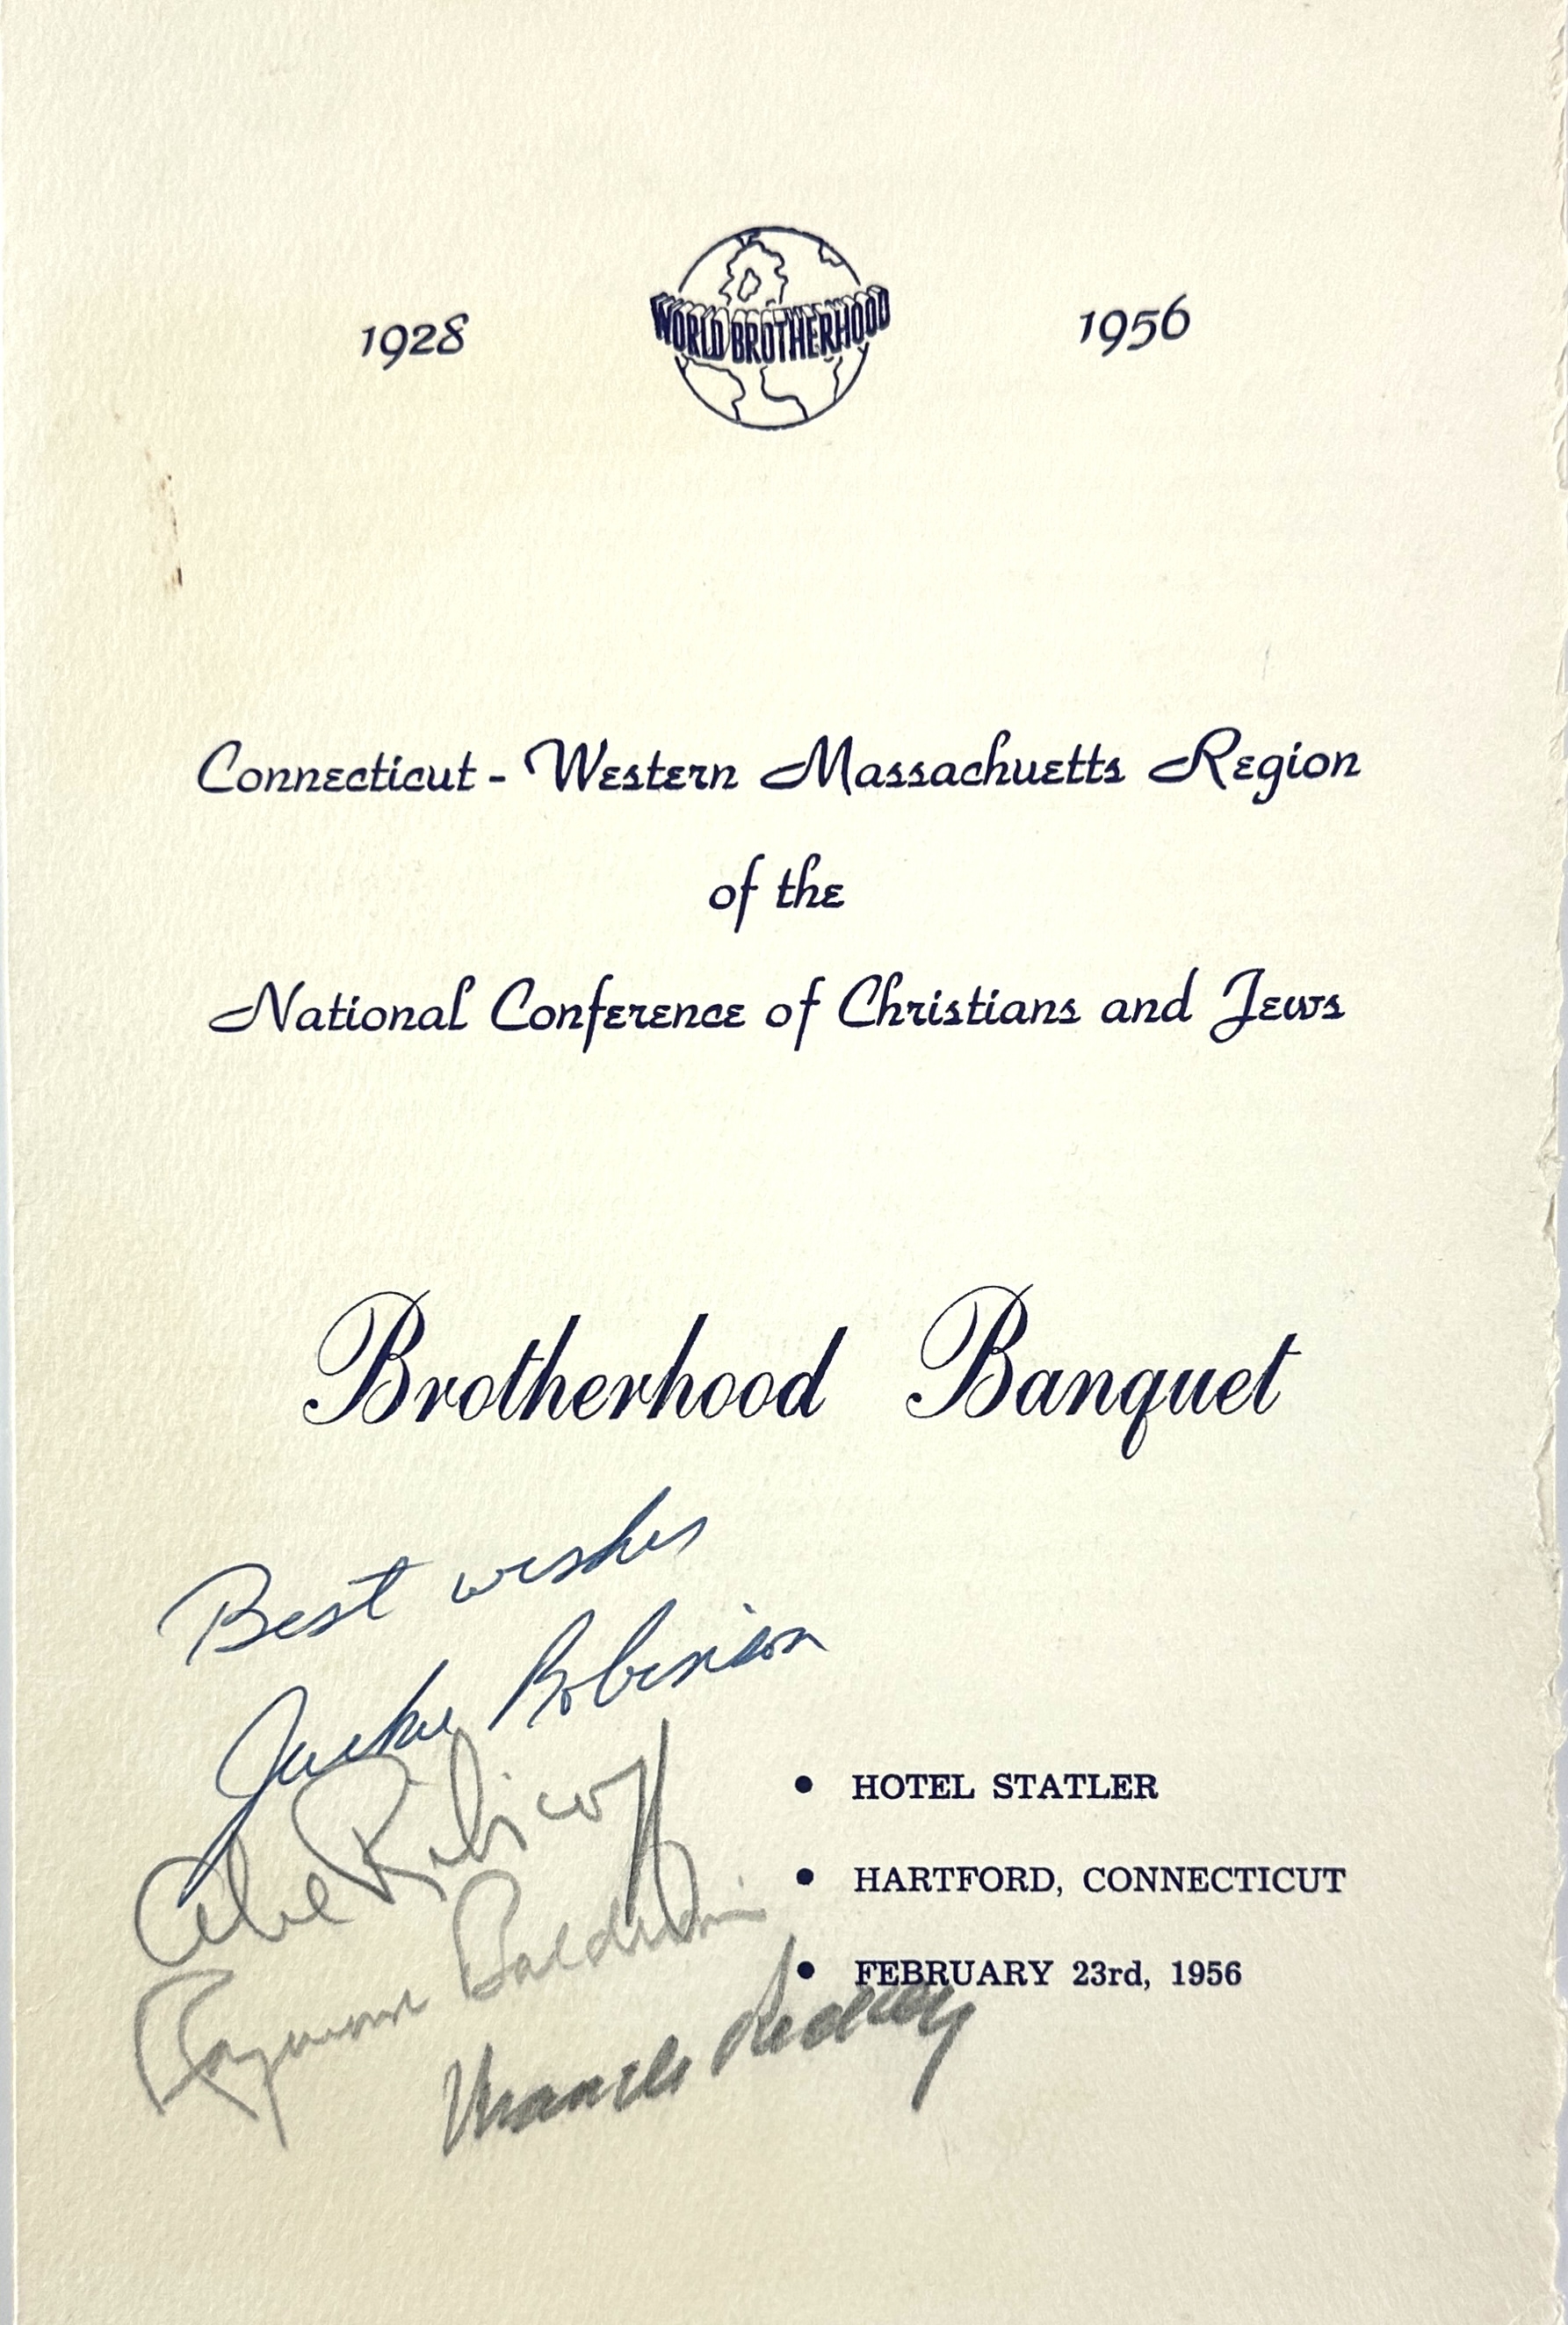 1928
WORLD BROTHERHOOD
1956
Connecticut - Western Massachuetts Region
of the
National Conference of Christians and Jews
Brotherhood Banquet
Best wishes
Jackie Robinson
Abe Ribicoff
Raymond Baldwin
• HOTEL STATLER
• HARTFORD, CONNECTICUT
• FEBRUARY 23rd, 1956